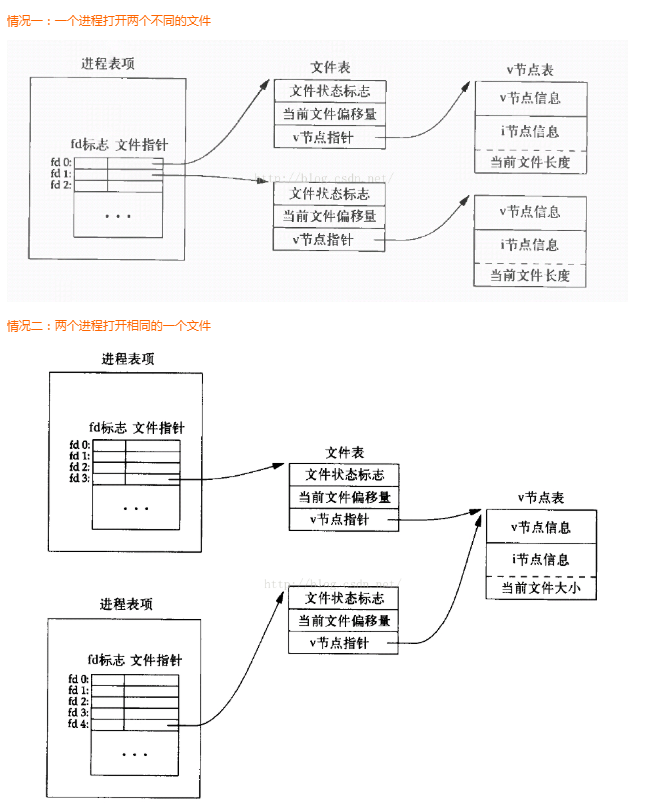 情况一：一个进程打开两个不同的文件
进程表项
文件表
v节点表
fd标志 文件指针
fd 0:
fd 1:
fd 2:
...
文件状态标志
当前文件偏移量
v节点指针
v节点信息
i节点信息
当前文件长度
http://blog.csdn.net/
文件状态标志
当前文件偏移量
v节点指针
v节点信息
i节点信息
当前文件长度
情况二：两个进程打开相同的一个文件
进程表项
fd标志 文件指针
fd 0:
fd 1:
fd 2:
fd 3:
...
文件表
文件状态标志
当前文件偏移量
v节点指针
v节点表
v节点信息
i节点信息
当前文件大小
http://blog.csdn.net/
进程表项
fd标志 文件指针
fd 0:
fd 1:
fd 2:
fd 3:
fd 4:
...
文件状态标志
当前文件偏移量
v节点指针